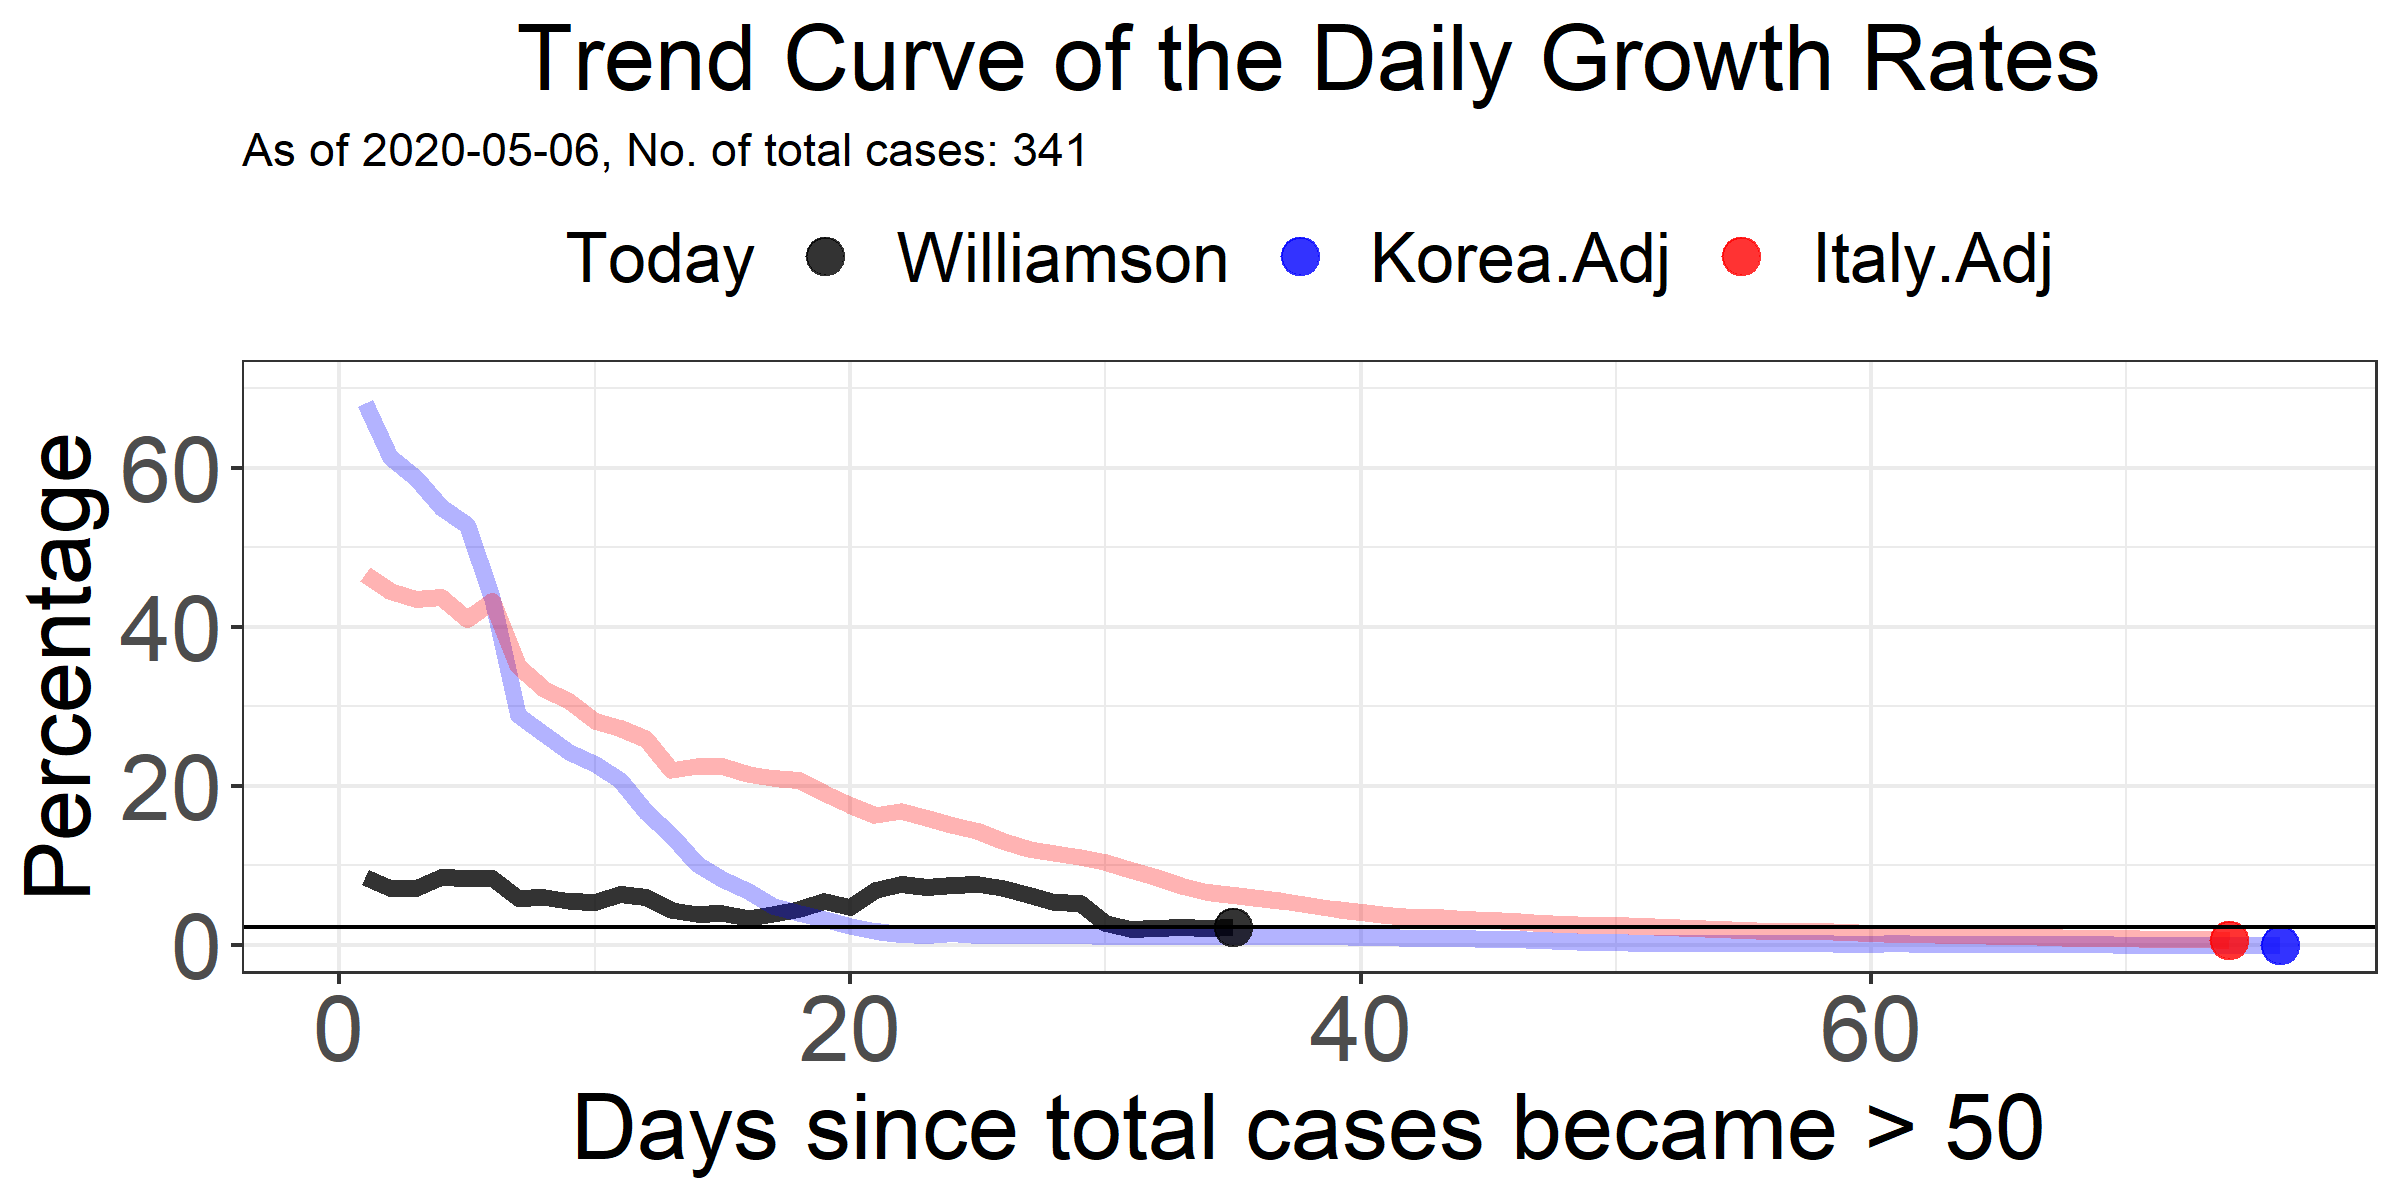 Trend Curve of the Daily Growth Rates
As of 2020-05-06, No. of total cases: 341
Today Williamson Korea.Adj Italy.Adj
Percentage
60
40
20
0
0 20 40 60
Days since total cases became > 50